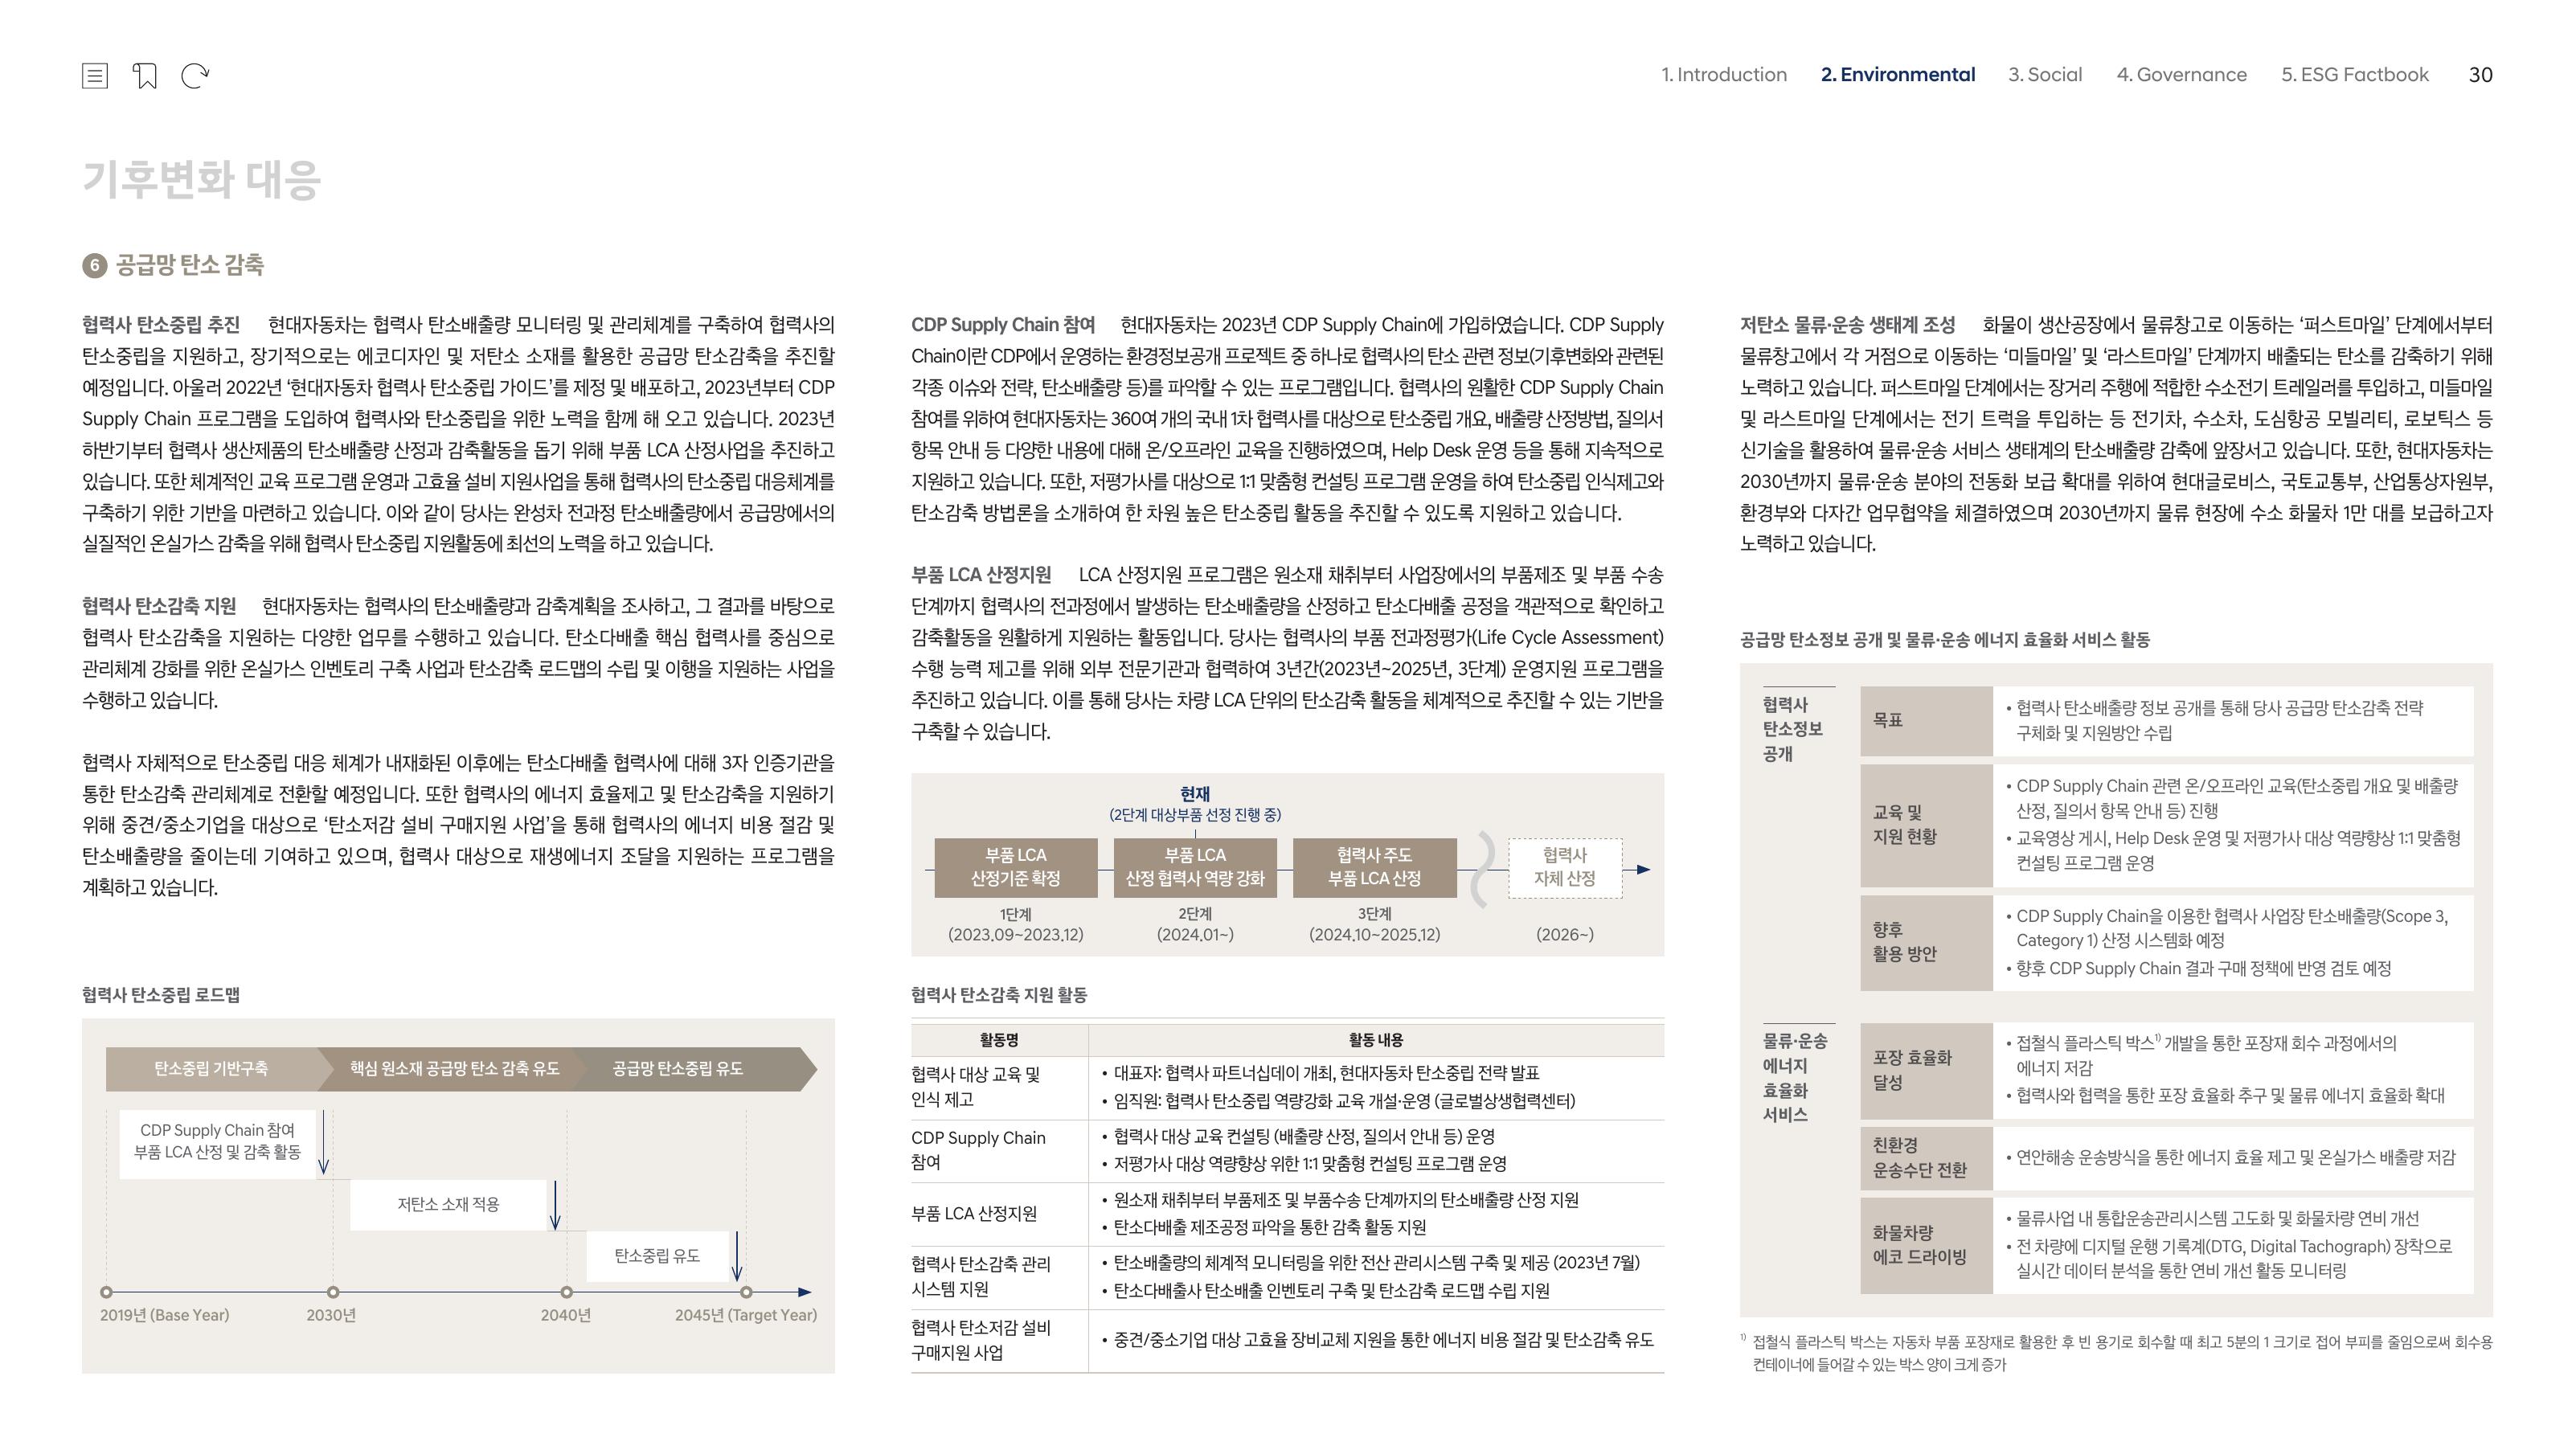 1. Introduction 2. Environmental 3. Social 4. Governance 5. ESG Factbook 30
기후변화 대응
6 공급망 탄소 감축
협력사 탄소중립 추진 현대자동차는 협력사 탄소배출량 모니터링 및 관리체계를 구축하여 협력사의
탄소중립을 지원하고, 장기적으로는 에코디자인 및 저탄소 소재를 활용한 공급망 탄소감축을 추진할
예정입니다. 아울러 2022년 ‘현대자동차 협력사 탄소중립 가이드’를 제정 및 배포하고, 2023년부터 CDP
Supply Chain 프로그램을 도입하여 협력사와 탄소중립을 위한 노력을 함께 해 오고 있습니다. 2023년
하반기부터 협력사 생산제품의 탄소배출량 산정과 감축활동을 돕기 위해 부품 LCA 산정사업을 추진하고
있습니다. 또한 체계적인 교육 프로그램 운영과 고효율 설비 지원사업을 통해 협력사의 탄소중립 대응체계를
구축하기 위한 기반을 마련하고 있습니다. 이와 같이 당사는 완성차 전과정 탄소배출량에서 공급망에서의
실질적인 온실가스 감축을 위해 협력사 탄소중립 지원활동에 최선의 노력을 하고 있습니다.
협력사 탄소감축 지원 현대자동차는 협력사의 탄소배출량과 감축계획을 조사하고, 그 결과를 바탕으로
협력사 탄소감축을 지원하는 다양한 업무를 수행하고 있습니다. 탄소다배출 핵심 협력사를 중심으로
관리체계 강화를 위한 온실가스 인벤토리 구축 사업과 탄소감축 로드맵의 수립 및 이행을 지원하는 사업을
수행하고 있습니다.
협력사 자체적으로 탄소중립 대응 체계가 내재화된 이후에는 탄소다배출 협력사에 대해 3자 인증기관을
통한 탄소감축 관리체계로 전환할 예정입니다. 또한 협력사의 에너지 효율제고 및 탄소감축을 지원하기
위해 중견/중소기업을 대상으로 ‘탄소저감 설비 구매지원 사업’을 통해 협력사의 에너지 비용 절감 및
탄소배출량을 줄이는데 기여하고 있으며, 협력사 대상으로 재생에너지 조달을 지원하는 프로그램을
계획하고 있습니다.
협력사 탄소중립 로드맵
탄소중립 기반구축 핵심 원소재 공급망 탄소 감축 유도 공급망 탄소중립 유도
CDP Supply Chain 참여
부품 LCA 산정 및 감축 활동
저탄소 소재 적용
탄소중립 유도
2019년 (Base Year) 2030년 2040년 2045년 (Target Year)
CDP Supply Chain 참여 현대자동차는 2023년 CDP Supply Chain에 가입하였습니다. CDP Supply
Chain이란 CDP에서 운영하는 환경정보공개 프로젝트 중 하나로 협력사의 탄소 관련 정보(기후변화와 관련된
각종 이슈와 전략, 탄소배출량 등)를 파악할 수 있는 프로그램입니다. 협력사의 원활한 CDP Supply Chain
참여를 위하여 현대자동차는 360여 개의 국내 1차 협력사를 대상으로 탄소중립 개요, 배출량 산정방법, 질의서
항목 안내 등 다양한 내용에 대해 온/오프라인 교육을 진행하였으며, Help Desk 운영 등을 통해 지속적으로
지원하고 있습니다. 또한, 저평가사를 대상으로 1:1 맞춤형 컨설팅 프로그램 운영을 하여 탄소중립 인식제고와
탄소감축 방법론을 소개하여 한 차원 높은 탄소중립 활동을 추진할 수 있도록 지원하고 있습니다.
부품 LCA 산정지원 LCA 산정지원 프로그램은 원소재 채취부터 사업장에서의 부품제조 및 부품 수송
단계까지 협력사의 전과정에서 발생하는 탄소배출량을 산정하고 탄소다배출 공정을 객관적으로 확인하고
감축활동을 원활하게 지원하는 활동입니다. 당사는 협력사의 부품 전과정평가(Life Cycle Assessment)
수행 능력 제고를 위해 외부 전문기관과 협력하여 3년간(2023년~2025년, 3단계) 운영지원 프로그램을
추진하고 있습니다. 이를 통해 당사는 차량 LCA 단위의 탄소감축 활동을 체계적으로 추진할 수 있는 기반을
구축할 수 있습니다.
현재
(2단계 대상부품 선정 진행 중)
부품 LCA
산정기준 확정
부품 LCA
산정 협력사 역량 강화
협력사 주도
부품 LCA 산정
협력사
자체 산정
1단계 2단계 3단계
(2023.09~2023.12) (2024.01~) (2024.10~2025.12) (2026~)
협력사 탄소감축 지원 활동
활동명 활동 내용
협력사 대상 교육 및
인식 제고
• 대표자: 협력사 파트너십데이 개최, 현대자동차 탄소중립 전략 발표
• 임직원: 협력사 탄소중립 역량강화 교육 개설·운영 (글로벌상생협력센터)
CDP Supply Chain
참여
• 협력사 대상 교육 컨설팅 (배출량 산정, 질의서 안내 등) 운영
• 저평가사 대상 역량향상 위한 1:1 맞춤형 컨설팅 프로그램 운영
부품 LCA 산정지원
• 원소재 채취부터 부품제조 및 부품수송 단계까지의 탄소배출량 산정 지원
• 탄소다배출 제조공정 파악을 통한 감축 활동 지원
협력사 탄소감축 관리
시스템 지원
• 탄소배출량의 체계적 모니터링을 위한 전산 관리시스템 구축 및 제공 (2023년 7월)
• 탄소다배출사 탄소배출 인벤토리 구축 및 탄소감축 로드맵 수립 지원
협력사 탄소저감 설비
구매지원 사업
• 중견/중소기업 대상 고효율 장비교체 지원을 통한 에너지 비용 절감 및 탄소감축 유도
저탄소 물류·운송 생태계 조성 화물이 생산공장에서 물류창고로 이동하는 ‘퍼스트마일’ 단계에서부터
물류창고에서 각 거점으로 이동하는 ‘미들마일’ 및 ‘라스트마일’ 단계까지 배출되는 탄소를 감축하기 위해
노력하고 있습니다. 퍼스트마일 단계에서는 장거리 주행에 적합한 수소전기 트레일러를 투입하고, 미들마일
및 라스트마일 단계에서는 전기 트럭을 투입하는 등 전기차, 수소차, 도심항공 모빌리티, 로보틱스 등
신기술을 활용하여 물류·운송 서비스 생태계의 탄소배출량 감축에 앞장서고 있습니다. 또한, 현대자동차는
2030년까지 물류·운송 분야의 전동화 보급 확대를 위하여 현대글로비스, 국토교통부, 산업통상자원부,
환경부와 다자간 업무협약을 체결하였으며 2030년까지 물류 현장에 수소 화물차 1만 대를 보급하고자
노력하고 있습니다.
공급망 탄소정보 공개 및 물류·운송 에너지 효율화 서비스 활동
협력사
탄소정보
공개
목표
• 협력사 탄소배출량 정보 공개를 통해 당사 공급망 탄소감축 전략
구체화 및 지원방안 수립
교육 및
지원 현황
• CDP Supply Chain 관련 온/오프라인 교육(탄소중립 개요 및 배출량
산정, 질의서 항목 안내 등) 진행
• 교육영상 게시, Help Desk 운영 및 저평가사 대상 역량향상 1:1 맞춤형
컨설팅 프로그램 운영
향후
활용 방안
• CDP Supply Chain을 이용한 협력사 사업장 탄소배출량(Scope 3,
Category 1) 산정 시스템화 예정
• 향후 CDP Supply Chain 결과 구매 정책에 반영 검토 예정
물류·운송
에너지
효율화
서비스
포장 효율화
달성
• 접철식 플라스틱 박스1) 개발을 통한 포장재 회수 과정에서의
에너지 저감
• 협력사와 협력을 통한 포장 효율화 추구 및 물류 에너지 효율화 확대
친환경
운송수단 전환
• 연안해송 운송방식을 통한 에너지 효율 제고 및 온실가스 배출량 저감
화물차량
에코 드라이빙
• 물류사업 내 통합운송관리시스템 고도화 및 화물차량 연비 개선
• 전 차량에 디지털 운행 기록계(DTG, Digital Tachograph) 장착으로
실시간 데이터 분석을 통한 연비 개선 활동 모니터링
1) 접철식 플라스틱 박스는 자동차 부품 포장재로 활용한 후 빈 용기로 회수할 때 최고 5분의 1 크기로 접어 부피를 줄임으로써 회수용
컨테이너에 들어갈 수 있는 박스 양이 크게 증가